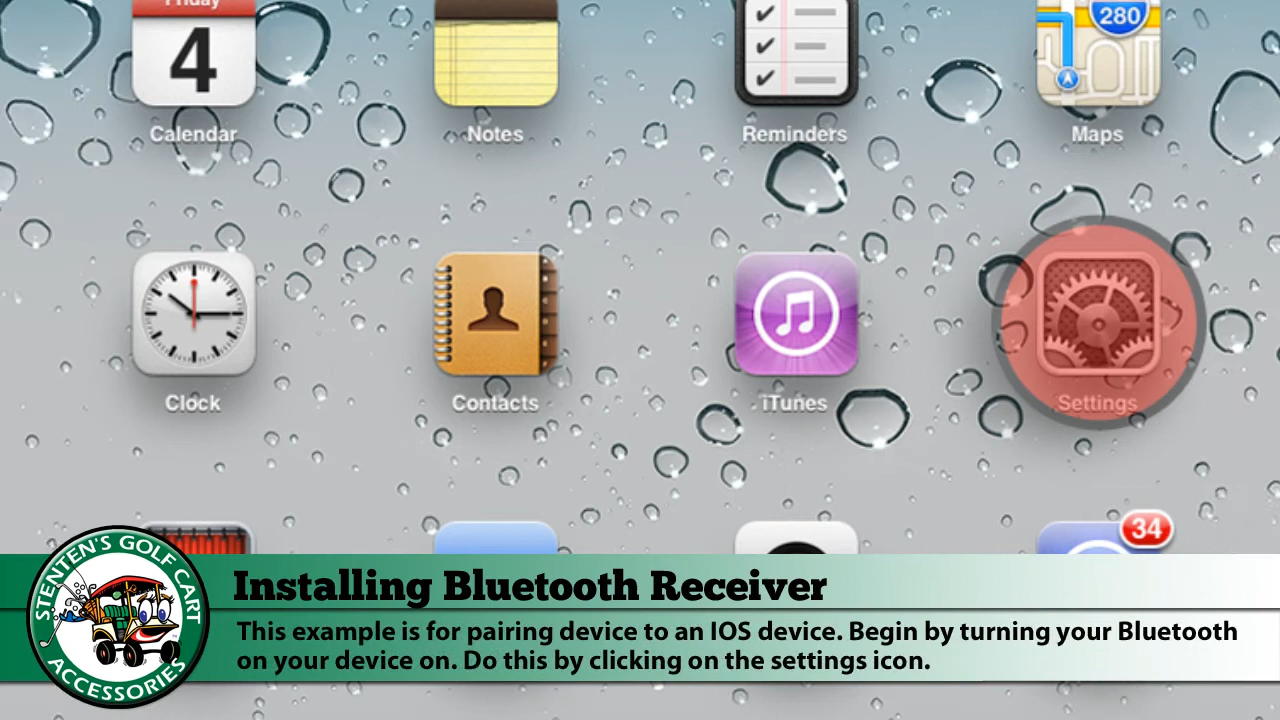 Friday
4
280
Calendar
Notes
Reminders
Maps
Clock
Contacts
iTunes
Settings
34
STENTEN'S GOLF CART
ACCESSORIES
Installing Bluetooth Receiver
This example is for pairing device to an IOS device. Begin by turning your Bluetooth
on your device on. Do this by clicking on the settings icon.